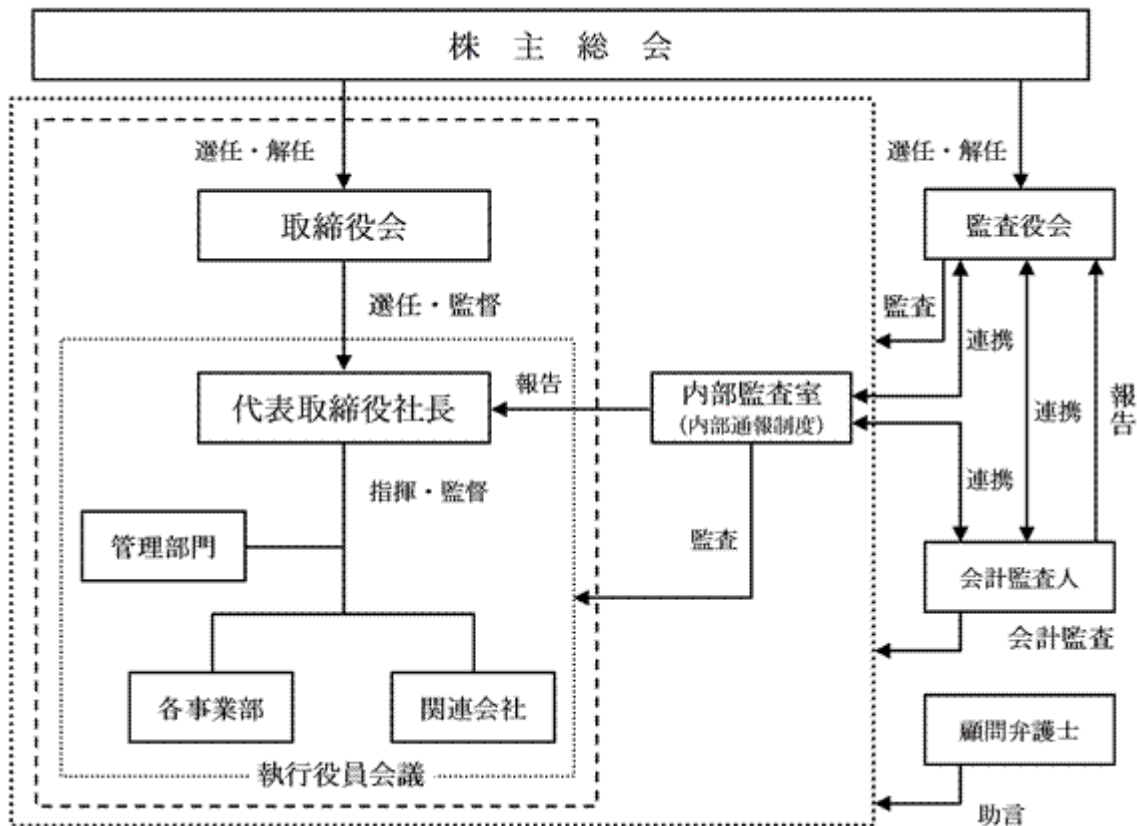 株主総会
選任・解任
選任・解任
取締役会
監査役会
選任・監督
監査
連携
報告
代表取締役社長
報告
内部監査室
（内部通報制度）
連携
指揮・監督
連携
管理部門
監査
会計監査人
会計監査
各事業部
関連会社
顧問弁護士
執行役員会議
助言